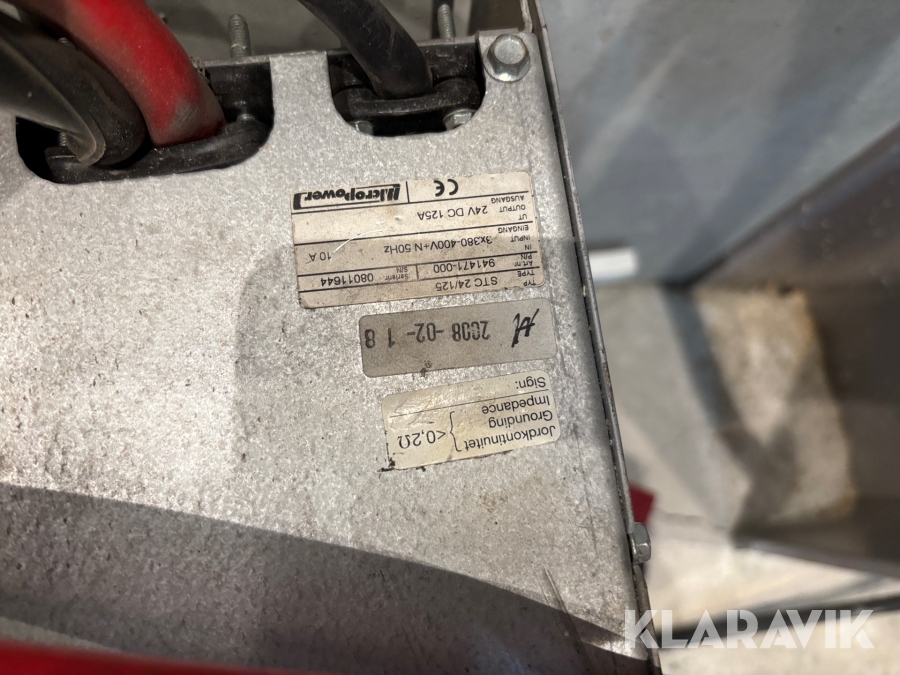 TYP TYPE STC 24/125
Art.nr P/N 941471-000 Serienr S/N 08011644
IN INPUT EINGANG 3x380-400V+N 50Hz 10 A
UT OUTPUT AUSGANG 24V DC 125A
CE MicroPower
2008-02-18
Jordkontinuitet
Grounding
Impedance
<0,2Ω
Sign:
KLARAVIK